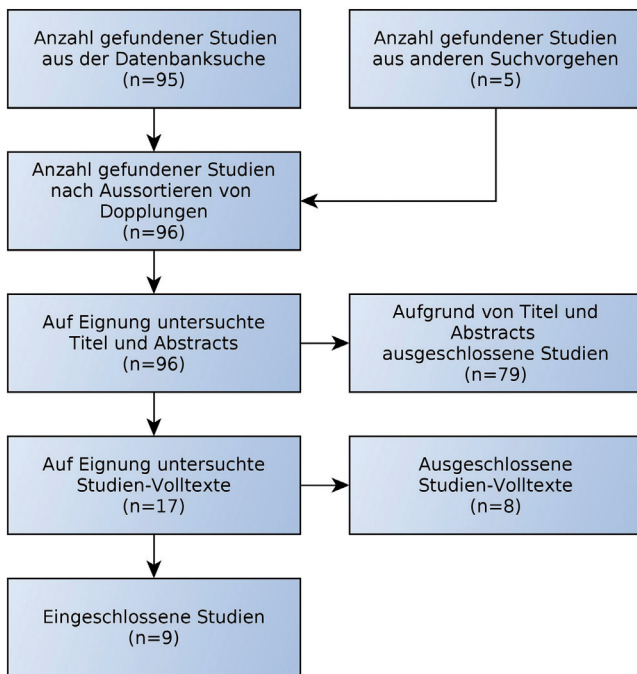 Anzahl gefundener Studien
aus der Datenbanksuche
(n=95)
Anzahl gefundener Studien
aus anderen Suchvorgehen
(n=5)
Anzahl gefundener Studien
nach Aussortieren von
Dopplungen
(n=96)
Auf Eignung untersuchte
Titel und Abstracts
(n=96)
Aufgrund von Titel und
Abstracts
ausgeschlossene Studien
(n=79)
Auf Eignung untersuchte
Studien-Volltexte
(n=17)
Ausgeschlossene
Studien-Volltexte
(n=8)
Eingeschlossene Studien
(n=9)